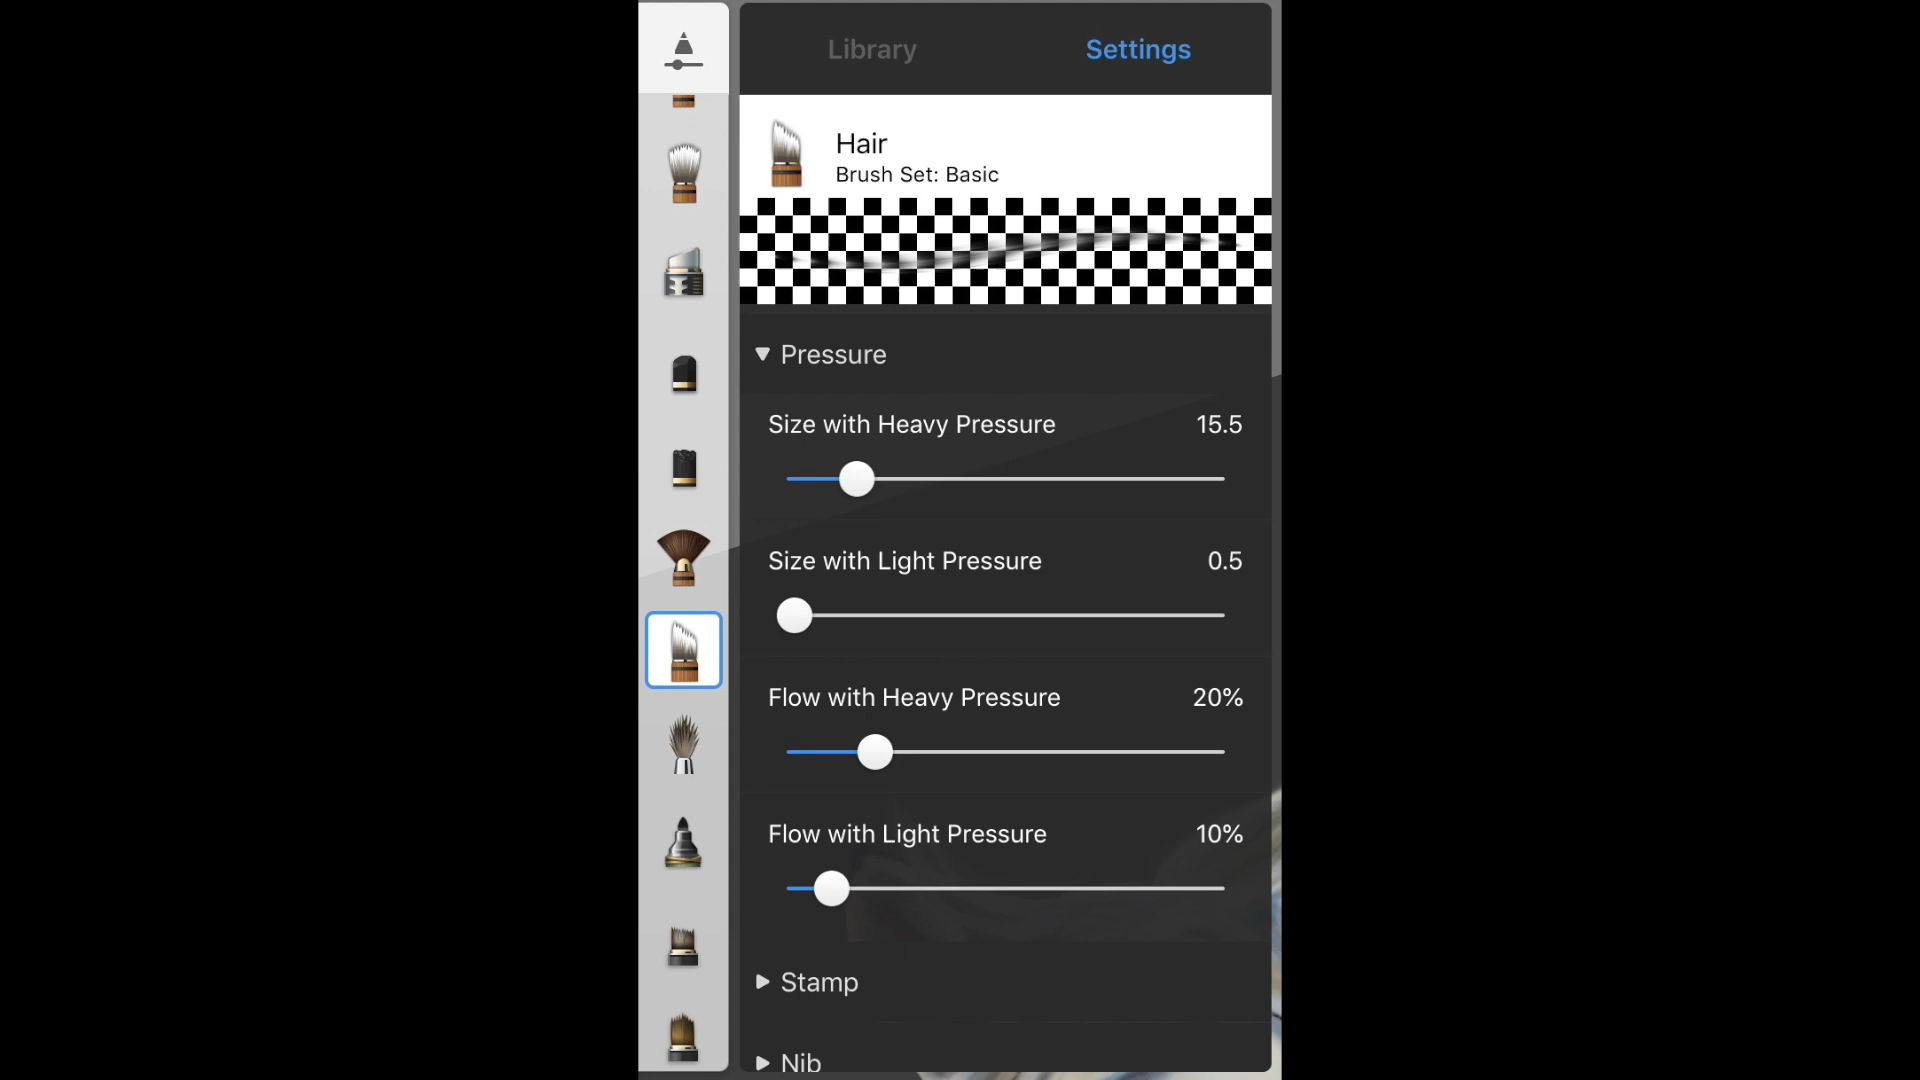 Library
Settings
Hair
Brush Set: Basic
Pressure
Size with Heavy Pressure 15.5
Size with Light Pressure 0.5
Flow with Heavy Pressure 20%
Flow with Light Pressure 10%
Stamp
Nib